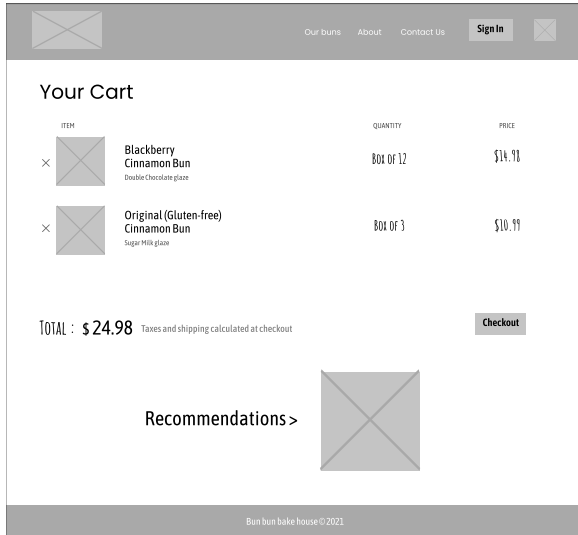 Our buns About Contact Us Sign In
Your Cart
ITEM QUANTITY PRICE
Blackberry
Cinnamon Bun
Double Chocolate glaze
Box of 12 $14.98
Original (Gluten-free)
Cinnamon Bun
Sugar Milk glaze
Box of 3 $10.99
Total : $ 24.98 Taxes and shipping calculated at checkout Checkout
Recommendations >
Bun bun bake house © 2021